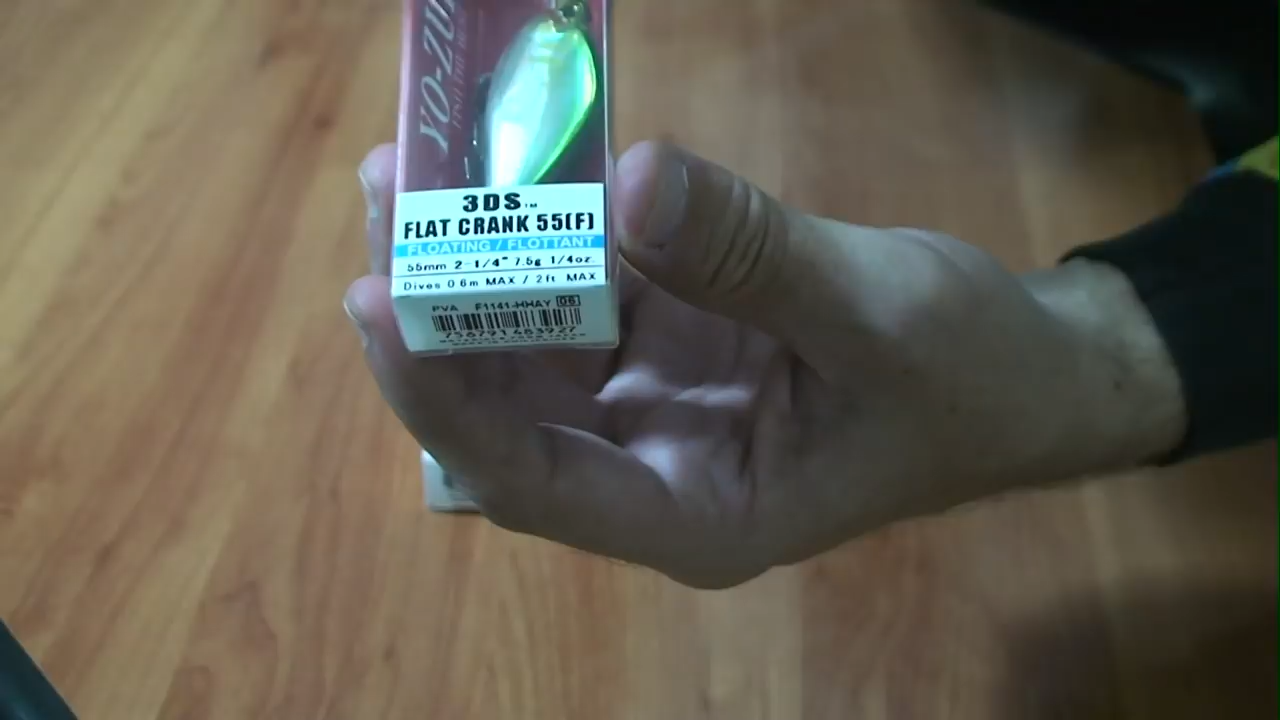 YO-ZURI
3DS™
FLAT CRANK 55(F)
FLOATING / FLOTTANT
55mm 2-1/4" 7.5g 1/4oz.
Dives 0.6m MAX / 2ft MAX
PVA F1141-HHAY 06